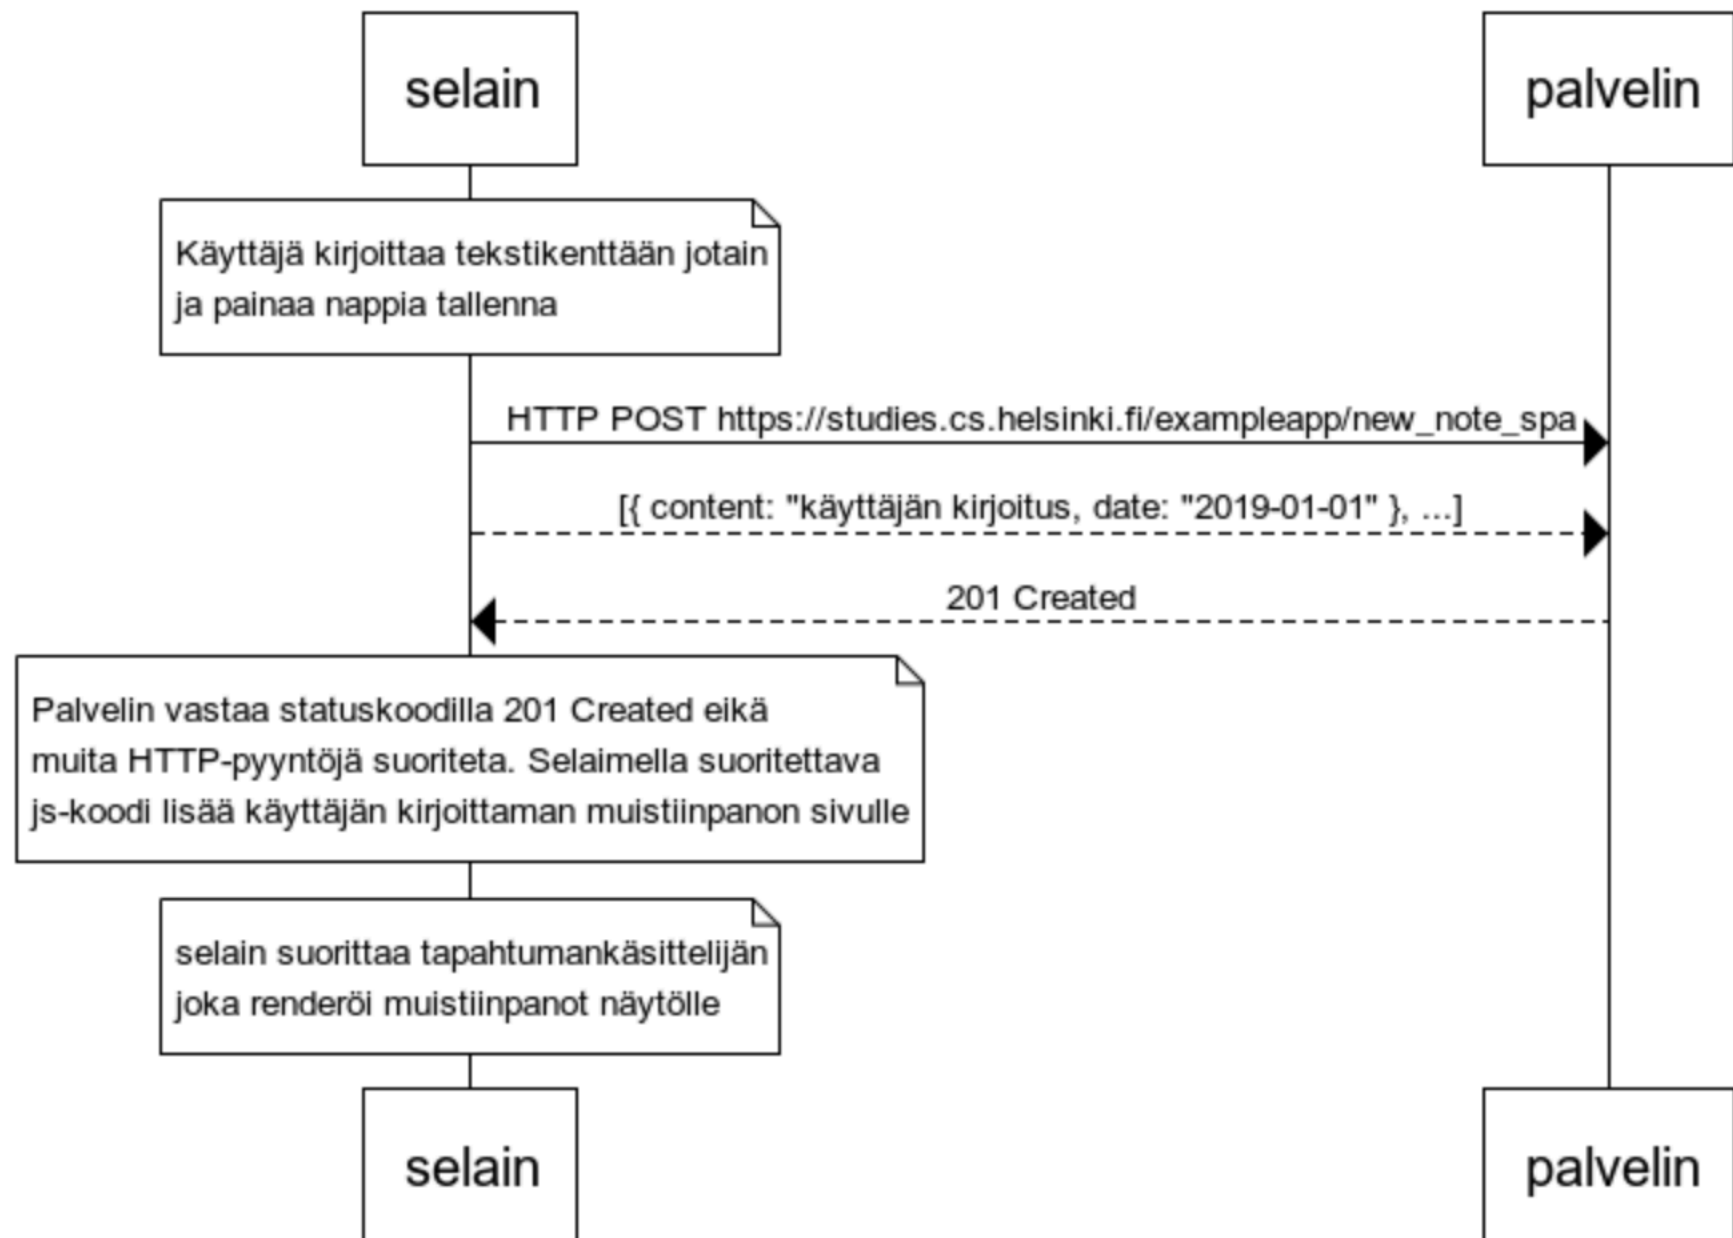 selain
palvelin
Käyttäjä kirjoittaa tekstikenttään jotain
ja painaa nappia tallenna
HTTP POST https://studies.cs.helsinki.fi/exampleapp/new_note_spa
[{ content: "käyttäjän kirjoitus, date: "2019-01-01" }, ...]
201 Created
Palvelin vastaa statuskoodilla 201 Created eikä
muita HTTP-pyyntöjä suoriteta. Selaimella suoritettava
js-koodi lisää käyttäjän kirjoittaman muistiinpanon sivulle
selain suorittaa tapahtumankäsittelijän
joka renderöi muistiinpanot näytölle
selain
palvelin